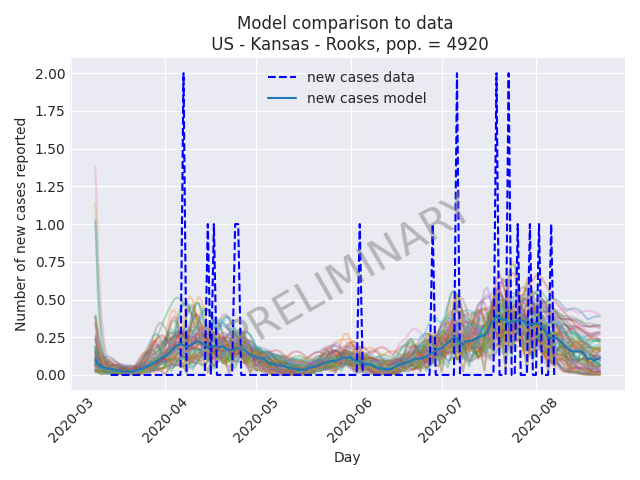 Model comparison to data
US - Kansas - Rooks, pop. = 4920
new cases data
new cases model
Number of new cases reported
2.00
1.75
1.50
1.25
1.00
0.75
0.50
0.25
0.00
PRELIMINARY
2020-03
2020-04
2020-05
2020-06
2020-07
2020-08
Day